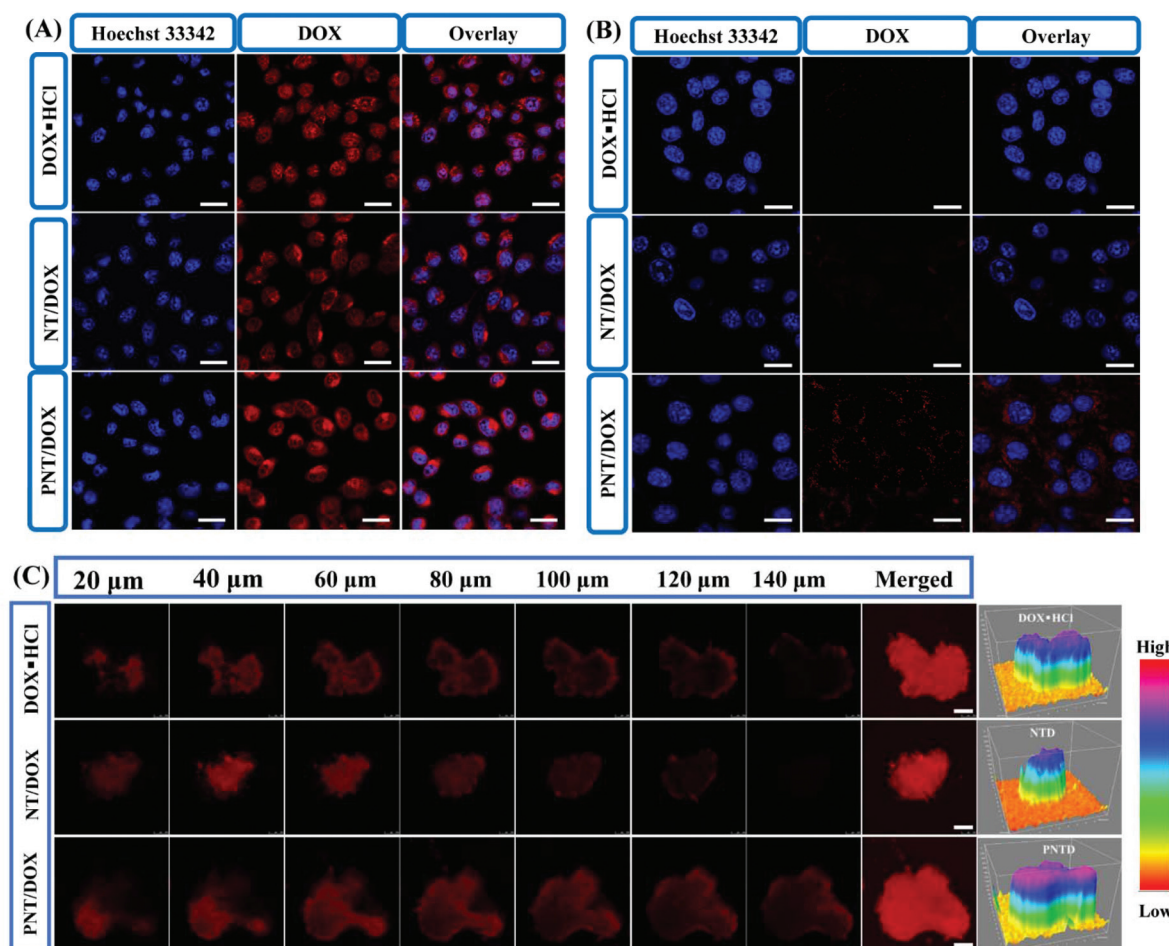 (A)
Hoechst 33342 DOX Overlay
DOX▪HCl
NT/DOX
PNT/DOX
(B)
Hoechst 33342 DOX Overlay
DOX▪HCl
NT/DOX
PNT/DOX
(C)
20 µm 40 µm 60 µm 80 µm 100 µm 120 µm 140 µm Merged
DOX▪HCl
NT/DOX
PNT/DOX
DOX▪HCl
NTD
PNTD
High
Low